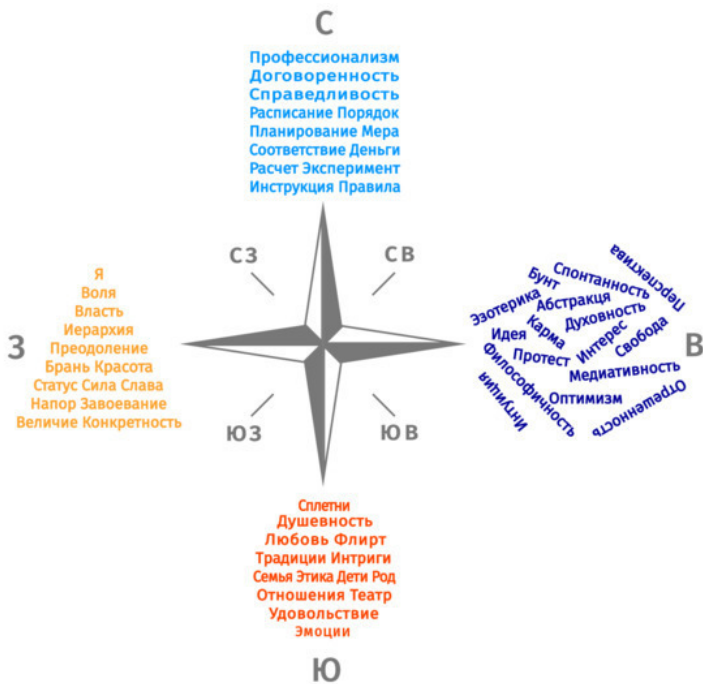 С
Профессионализм
Договоренность
Справедливость
Расписание Порядок
Планирование Мера
Соответствие Деньги
Расчет Эксперимент
Инструкция Правила
СЗ
СВ
З
Я
Воля
Власть
Иерархия
Преодоление
Брань Красота
Статус Сила Слава
Напор Завоевание
Величие Конкретность
Перспектива
Спонтанность
Бунт
Абстракця
Эзотерика
Духовность
Карма
Идея
Интерес
Свобода
Протест
Медиативность
Философичность
Интуиция
Оптимизм
Отрешенность
В
ЮЗ
ЮВ
Сплетни
Душевность
Любовь Флирт
Традиции Интриги
Семья Этика Дети Род
Отношения Театр
Удовольствие
Эмоции
Ю